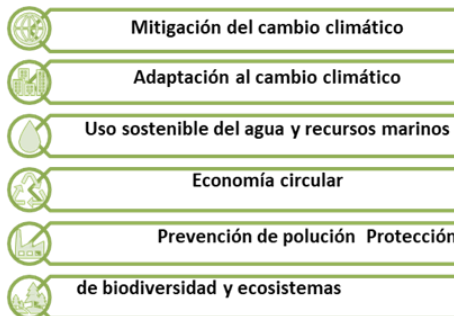 Mitigación del cambio climático
Adaptación al cambio climático
Uso sostenible del agua y recursos marinos
Economía circular
Prevención de polución Protección
de biodiversidad y ecosistemas